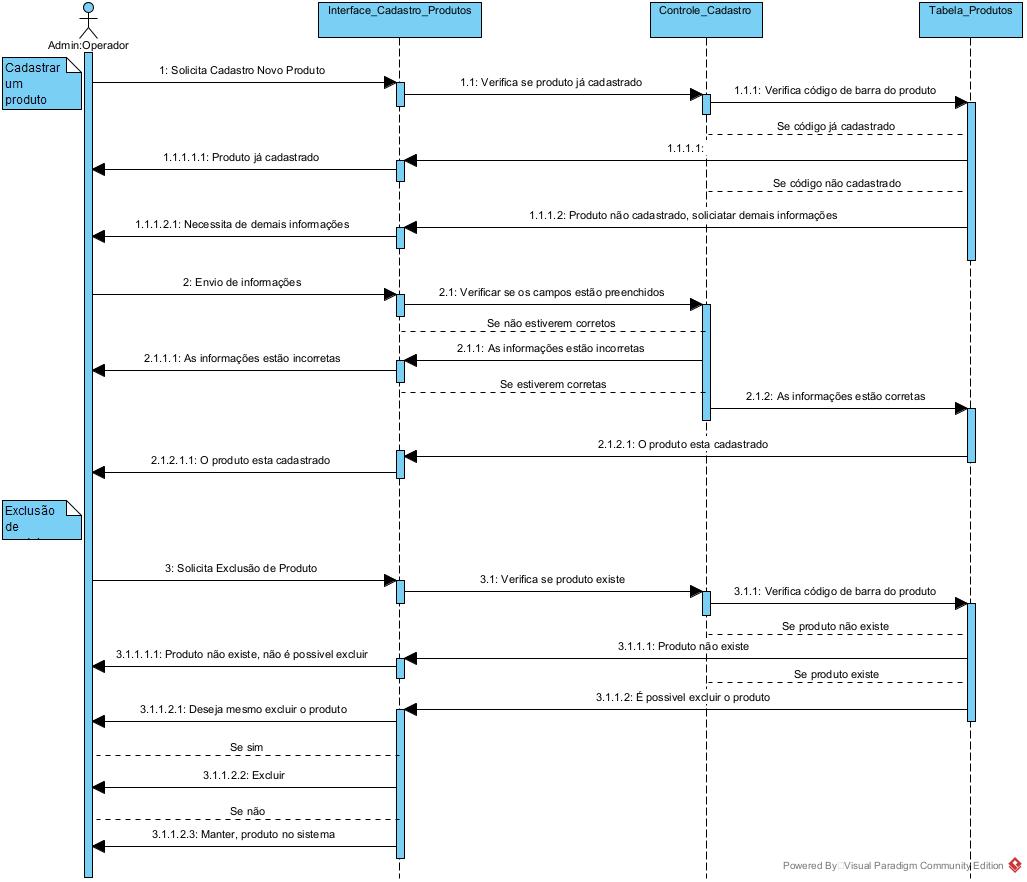 Interface_Cadastro_Produtos
Controle_Cadastro
Tabela_Produtos
Admin:Operador
Cadastrar
um
produto
1: Solicita Cadastro Novo Produto
1.1: Verifica se produto já cadastrado
1.1.1: Verifica código de barra do produto
Se código já cadastrado
1.1.1.1:
1.1.1.1.1: Produto já cadastrado
Se código não cadastrado
1.1.1.2: Produto não cadastrado, soliciatar demais informações
1.1.1.2.1: Necessita de demais informações
2: Envio de informações
2.1: Verificar se os campos estão preenchidos
Se não estiverem corretos
2.1.1: As informações estão incorretas
2.1.1.1: As informações estão incorretas
Se estiverem corretas
2.1.2: As informações estão corretas
2.1.2.1: O produto esta cadastrado
2.1.2.1.1: O produto esta cadastrado
Exclusão
de
3: Solicita Exclusão de Produto
3.1: Verifica se produto existe
3.1.1: Verifica código de barra do produto
Se produto não existe
3.1.1.1: Produto não existe
3.1.1.1.1: Produto não existe, não é possivel excluir
Se produto existe
3.1.1.2: É possivel excluir o produto
3.1.1.2.1: Deseja mesmo excluir o produto
Se sim
3.1.1.2.2: Excluir
Se não
3.1.1.2.3: Manter, produto no sistema
Powered By Visual Paradigm Community Edition